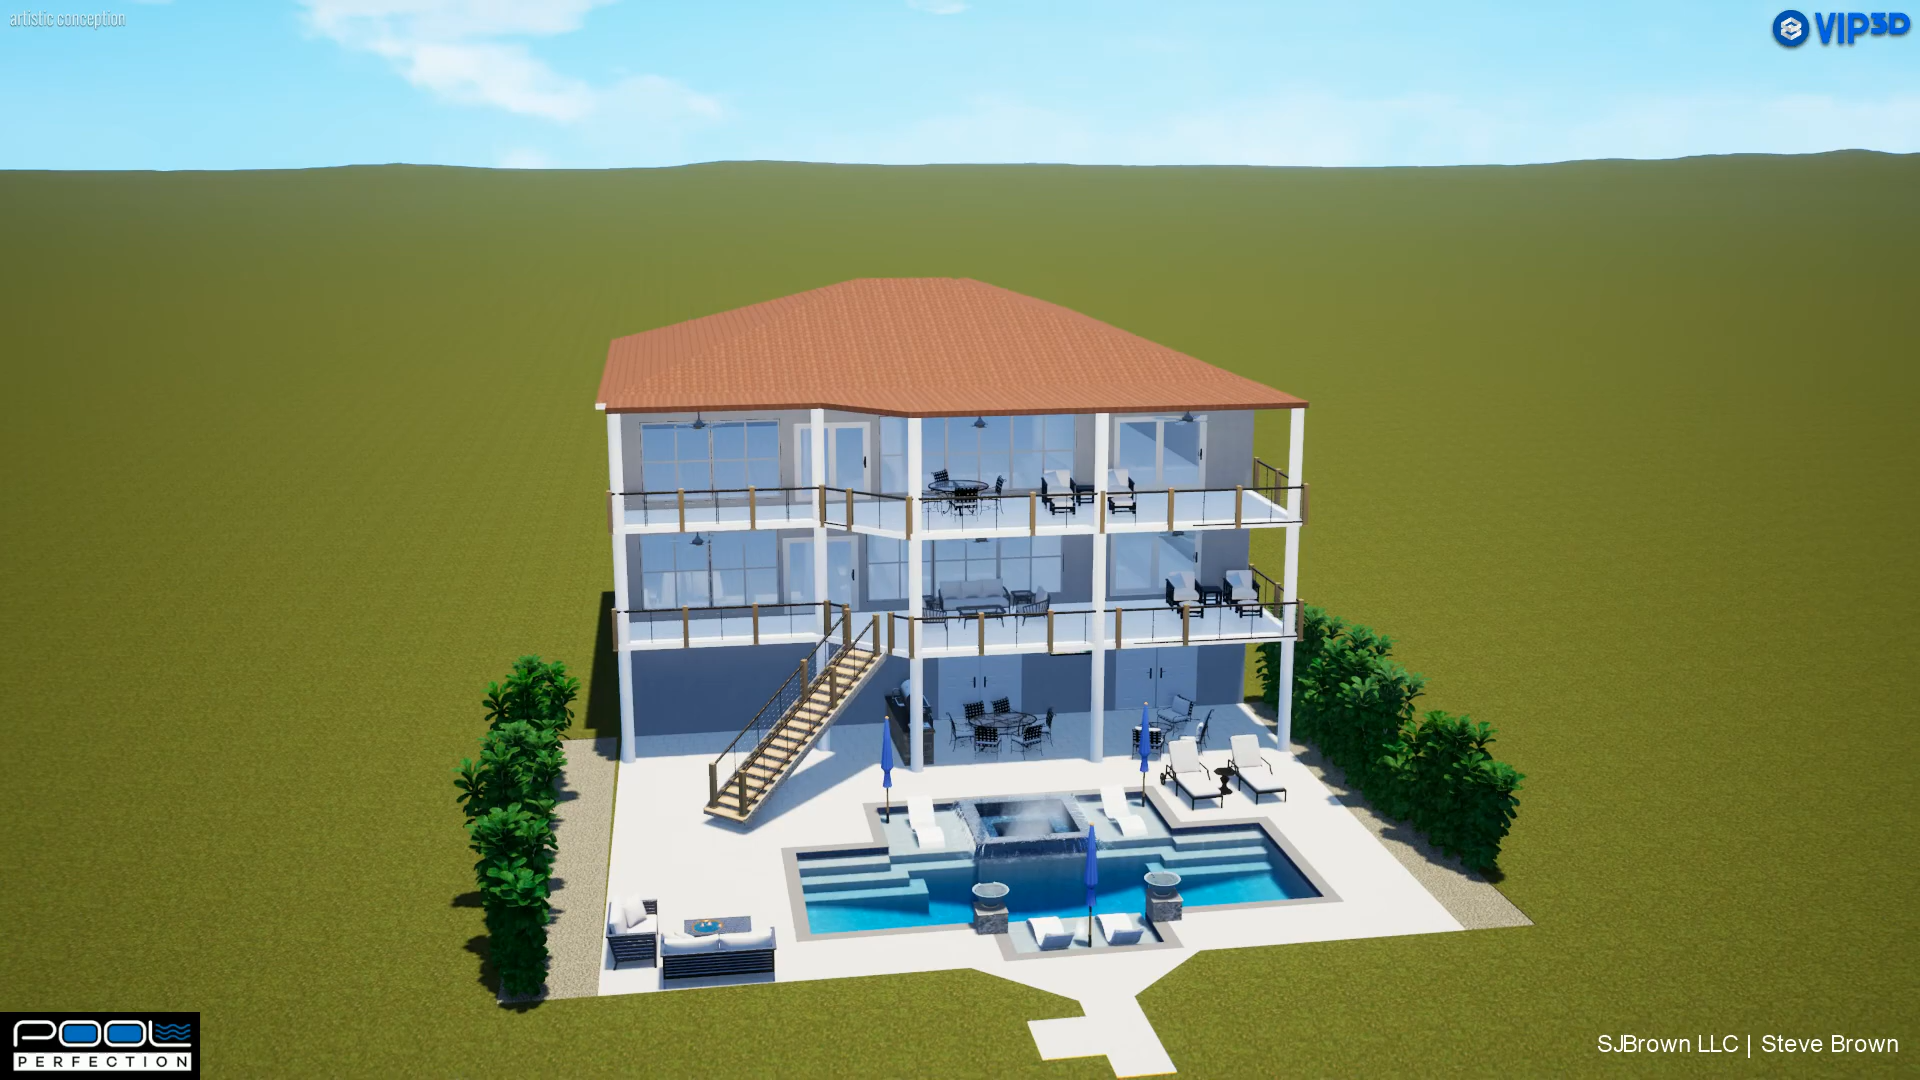 artistic conception
VIP3D
POOL
PERFECTION
SJBrown LLC | Steve Brown